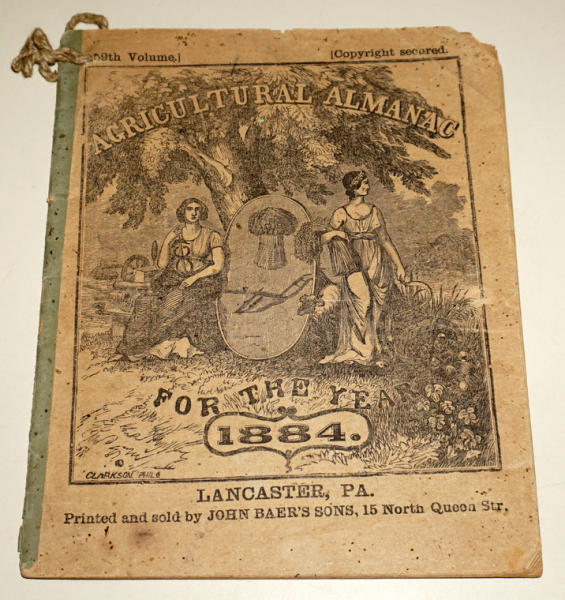 59th Volume.] [Copyright secured.
AGRICULTURAL ALMANAC
FOR THE YEAR
1884.
CLARKSON PHILA
LANCASTER, PA.
Printed and sold by JOHN BAER'S SONS, 15 North Queen Str.